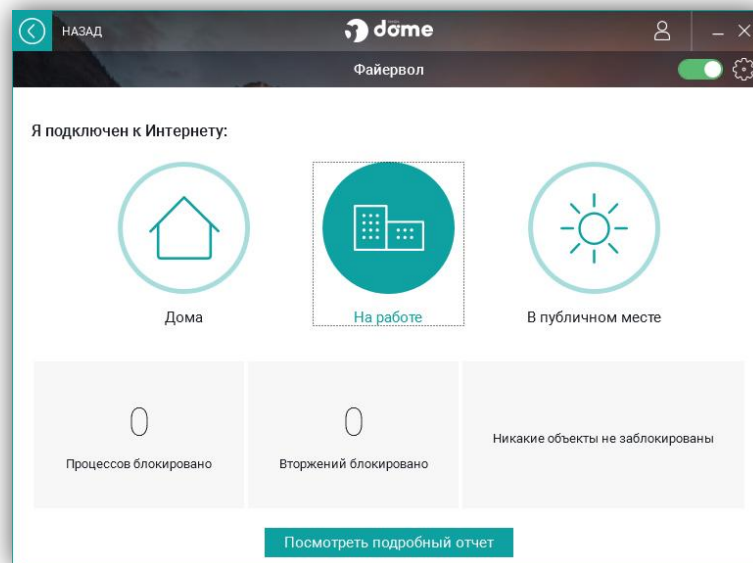 НАЗАД
dome
Файервол
Я подключен к Интернету:
Дома
На работе
В публичном месте
0
0
Процессов блокировано
Вторжений блокировано
Никакие объекты не заблокированы
Посмотреть подробный отчет